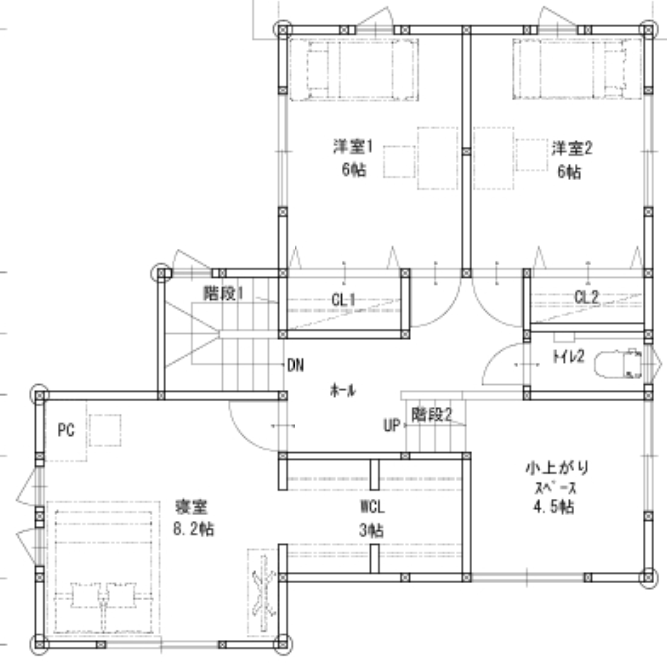 洋室1
6帖
洋室2
6帖
階段1
CL1
CL2
DN
ホール
トイレ2
UP
階段2
PC
寝室
8.2帖
WCL
3帖
小上がり
スペース
4.5帖